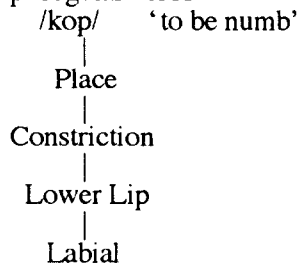 /kop/ 'to be numb'
Place
Constriction
Lower Lip
Labial